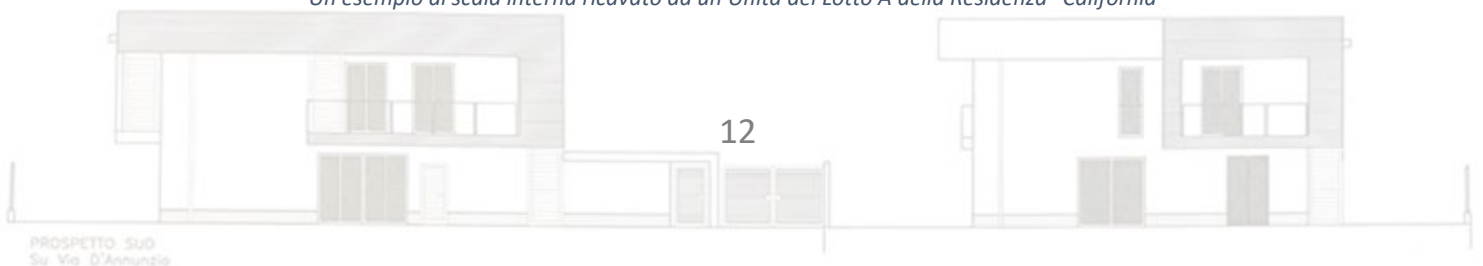 Un esempio di scala interna ricavato da un'Unità del Lotto A della Residenza "California"
12
PROSPETTO SUD
Su Via D'Annunzio